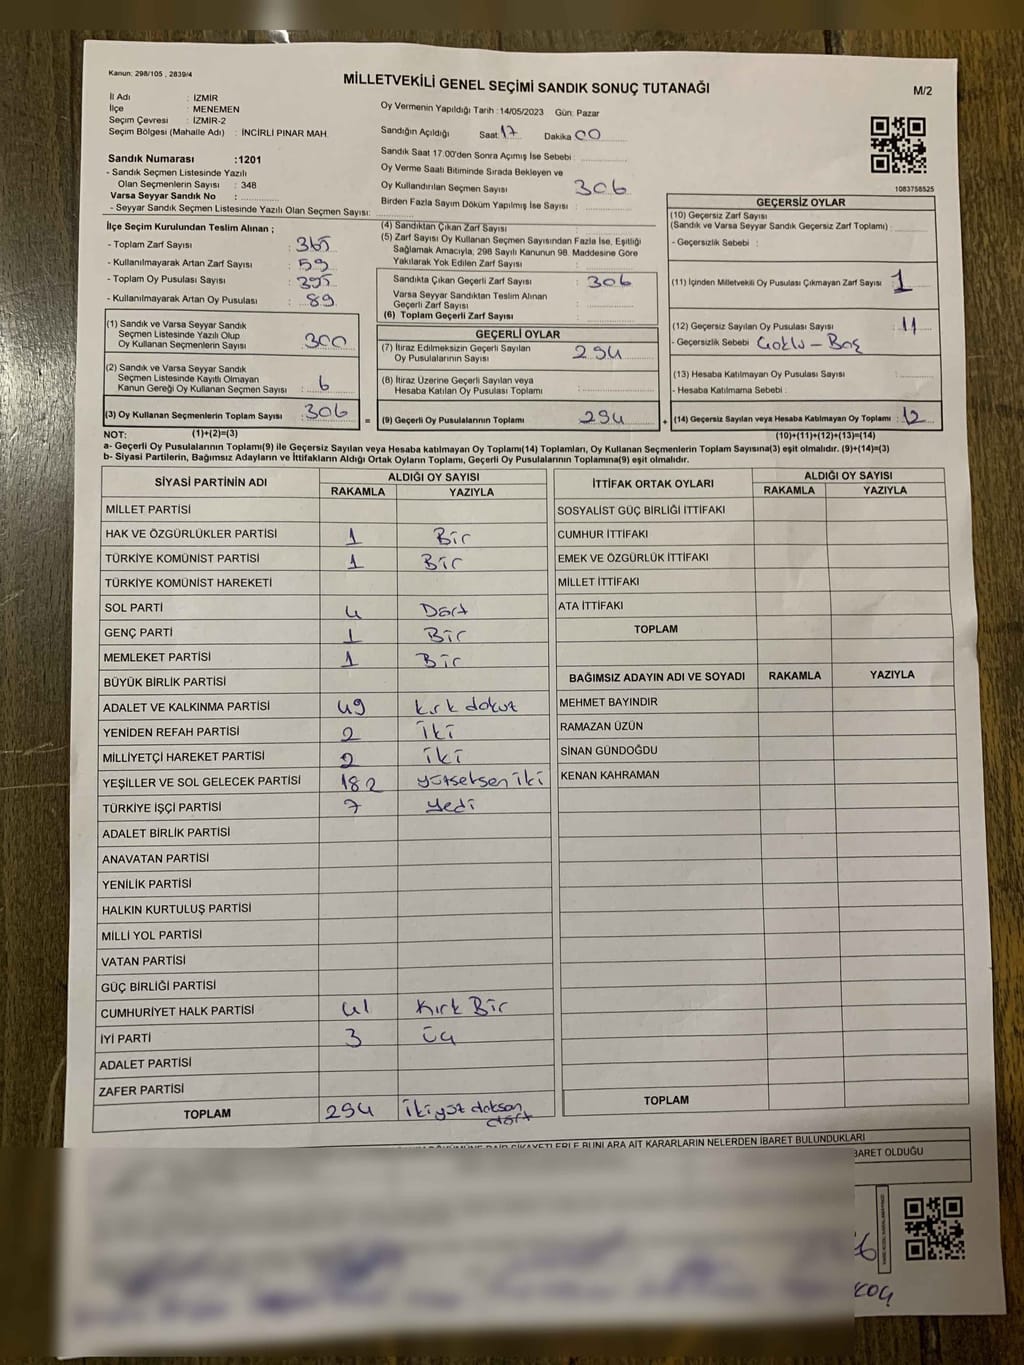 Kanun: 298/105 , 2839/4
MİLLETVEKİLİ GENEL SEÇİMİ SANDIK SONUÇ TUTANAĞI
M/2
İl Adı : İZMİR
İlçe : MENEMEN
Seçim Çevresi : İZMİR-2
Seçim Bölgesi (Mahalle Adı) : İNCİRLİ PINAR MAH.
Sandık Numarası :1201
- Sandık Seçmen Listesinde Yazılı
Olan Seçmenlerin Sayısı : 348
Varsa Seyyar Sandık No :
- Seyyar Sandık Seçmen Listesinde Yazılı Olan Seçmen Sayısı:
Oy Vermenin Yapıldığı Tarih :14/05/2023 Gün: Pazar
Sandığın Açıldığı Saat: 17 Dakika 00
Sandık Saat 17:00'den Sonra Açımış İse Sebebi :
Oy Verme Saati Bitiminde Sırada Bekleyen ve
Oy Kullandırılan Seçmen Sayısı 306
Birden Fazla Sayım Döküm Yapılmış İse Sayısı :
1083758525
İlçe Seçim Kurulundan Teslim Alınan ;
- Toplam Zarf Sayısı : 365
- Kullanılmayarak Artan Zarf Sayısı : 59
- Toplam Oy Pusulası Sayısı : 395
- Kullanılmayarak Artan Oy Pusulası : 89
(1) Sandık ve Varsa Seyyar Sandık
Seçmen Listesinde Yazılı Olup
Oy Kullanan Seçmenlerin Sayısı 300
(2) Sandık ve Varsa Seyyar Sandık
Seçmen Listesinde Kayıtlı Olmayan
Kanun Gereği Oy Kullanan Seçmen Sayısı : 6
(3) Oy Kullanan Seçmenlerin Toplam Sayısı : 306
(1)+(2)=(3)
(4) Sandıktan Çıkan Zarf Sayısı :
(5) Zarf Sayısı Oy Kullanan Seçmen Sayısından Fazla İse, Eşitliği
Sağlamak Amacıyla, 298 Sayılı Kanunun 98. Maddesine Göre
Yakılarak Yok Edilen Zarf Sayısı :
Sandıkta Çıkan Geçerli Zarf Sayısı : 306
Varsa Seyyar Sandıktan Teslim Alınan
Geçerli Zarf Sayısı :
(6) Toplam Geçerli Zarf Sayısı :
GEÇERLİ OYLAR
(7) İtiraz Edilmeksizin Geçerli Sayılan
Oy Pusulalarının Sayısı : 294
(8) İtiraz Üzerine Geçerli Sayılan veya
Hesaba Katılan Oy Pusulası Toplamı :
= (9) Geçerli Oy Pusulalarının Toplamı : 294
GEÇERSİZ OYLAR
(10) Geçersiz Zarf Sayısı
(Sandık ve Varsa Seyyar Sandık Geçersiz Zarf Toplamı) :
- Geçersizlik Sebebi :
(11) İçinden Milletvekili Oy Pusulası Çıkmayan Zarf Sayısı : 1
(12) Geçersiz Sayılan Oy Pusulası Sayısı : 11
- Geçersizlik Sebebi Çoklu - Boş
(13) Hesaba Katılmayan Oy Pusulası Sayısı :
- Hesaba Katılmama Sebebi :
+ (14) Geçersiz Sayılan veya Hesaba Katılmayan Oy Toplamı : 12
(10)+(11)+(12)+(13)=(14)
NOT:
a- Geçerli Oy Pusulalarının Toplamı(9) ile Geçersiz Sayılan veya Hesaba katılmayan Oy Toplamı(14) Toplamları, Oy Kullanan Seçmenlerin Toplam Sayısına(3) eşit olmalıdır. (9)+(14)=(3)
b- Siyasi Partilerin, Bağımsız Adayların ve İttifakların Aldığı Ortak Oyların Toplamı, Geçerli Oy Pusulalarının Toplamına(9) eşit olmalıdır.
SİYASİ PARTİNİN ADI ALDIĞI OY SAYISI
RAKAMLA YAZIYLA
MİLLET PARTİSİ
HAK VE ÖZGÜRLÜKLER PARTİSİ 1 Bir
TÜRKİYE KOMÜNİST PARTİSİ 1 Bir
TÜRKİYE KOMÜNİST HAREKETİ
SOL PARTİ 4 Dört
GENÇ PARTİ 1 Bir
MEMLEKET PARTİSİ 1 Bir
BÜYÜK BİRLİK PARTİSİ
ADALET VE KALKINMA PARTİSİ 49 kırk dokuz
YENİDEN REFAH PARTİSİ 2 İki
MİLLİYETÇİ HAREKET PARTİSİ 2 iki
YEŞİLLER VE SOL GELECEK PARTİSİ 182 yüzseksen iki
TÜRKİYE İŞÇİ PARTİSİ 7 yedi
ADALET BİRLİK PARTİSİ
ANAVATAN PARTİSİ
YENİLİK PARTİSİ
HALKIN KURTULUŞ PARTİSİ
MİLLİ YOL PARTİSİ
VATAN PARTİSİ
GÜÇ BİRLİĞİ PARTİSİ
CUMHURİYET HALK PARTİSİ 41 Kırk Bir
İYİ PARTİ 3 üç
ADALET PARTİSİ
ZAFER PARTİSİ
TOPLAM 294 İkiyüz doksan
dört
İTTİFAK ORTAK OYLARI ALDIĞI OY SAYISI
RAKAMLA YAZIYLA
SOSYALİST GÜÇ BİRLİĞİ İTTİFAKI
CUMHUR İTTİFAKI
EMEK VE ÖZGÜRLÜK İTTİFAKI
MİLLET İTTİFAKI
ATA İTTİFAKI
TOPLAM
BAĞIMSIZ ADAYIN ADI VE SOYADI RAKAMLA YAZIYLA
MEHMET BAYINDIR
RAMAZAN ÜZÜN
SİNAN GÜNDOĞDU
KENAN KAHRAMAN
TOPLAM
ARA AİT KARARLARIN NELERDEN İBARET BULUNDUKLARI
BARET OLDUĞU